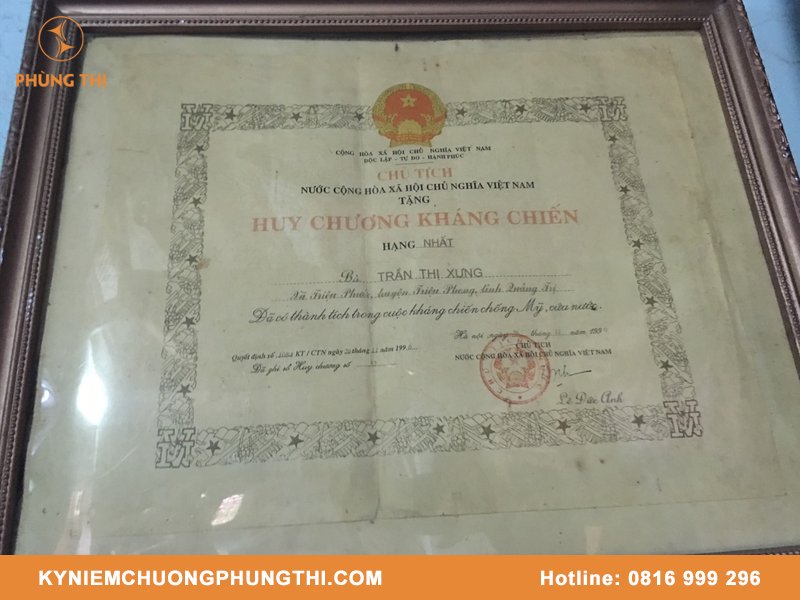 PHÙNG THI
CỘNG HÒA XÃ HỘI CHỦ NGHĨA VIỆT NAM
ĐỘC LẬP - TỰ DO - HẠNH PHÚC
CHỦ TỊCH
NƯỚC CỘNG HÒA XÃ HỘI CHỦ NGHĨA VIỆT NAM
TẶNG
HUY CHƯƠNG KHÁNG CHIẾN
HẠNG NHẤT
Bà TRẦN THỊ XƯNG
Xã Triệu Phước, huyện Triệu Phong, tỉnh Quảng Trị
Đã có thành tích trong cuộc kháng chiến chống Mỹ, cứu nước.
Hà nội ngày tháng năm 199
CHỦ TỊCH
Quyết định số KT / CTN ngày tháng năm 199
NƯỚC CỘNG HÒA XÃ HỘI CHỦ NGHĨA VIỆT NAM
Đã ghi sổ Huy chương số
Lê Đức Anh
KYNIEMCHUONGPHUNGTHI.COM
Hotline: 0816 999 296